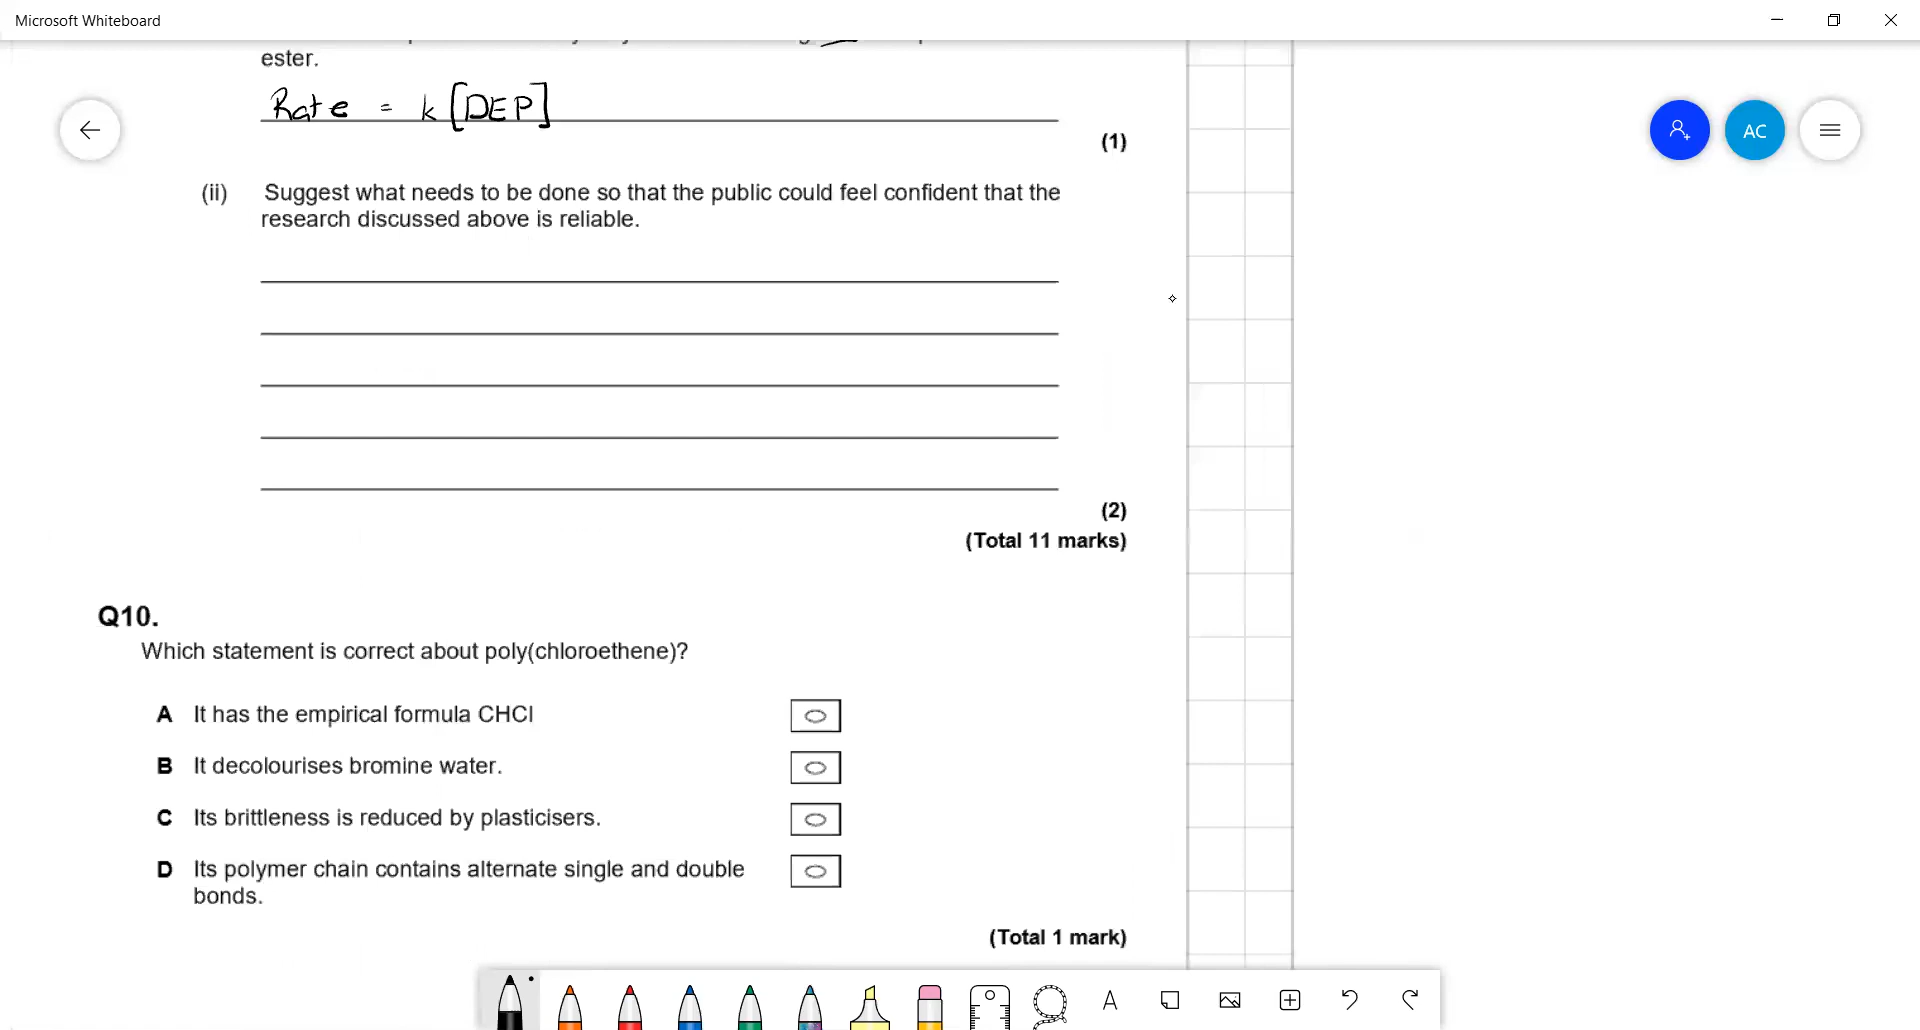 Microsoft Whiteboard
ester.
Rate = k [DEP]
(1)
AC
(ii) Suggest what needs to be done so that the public could feel confident that the
research discussed above is reliable.
(2)
(Total 11 marks)
Q10.
Which statement is correct about poly(chloroethene)?
A It has the empirical formula CHCl
B It decolourises bromine water.
C Its brittleness is reduced by plasticisers.
D Its polymer chain contains alternate single and double
bonds.
(Total 1 mark)